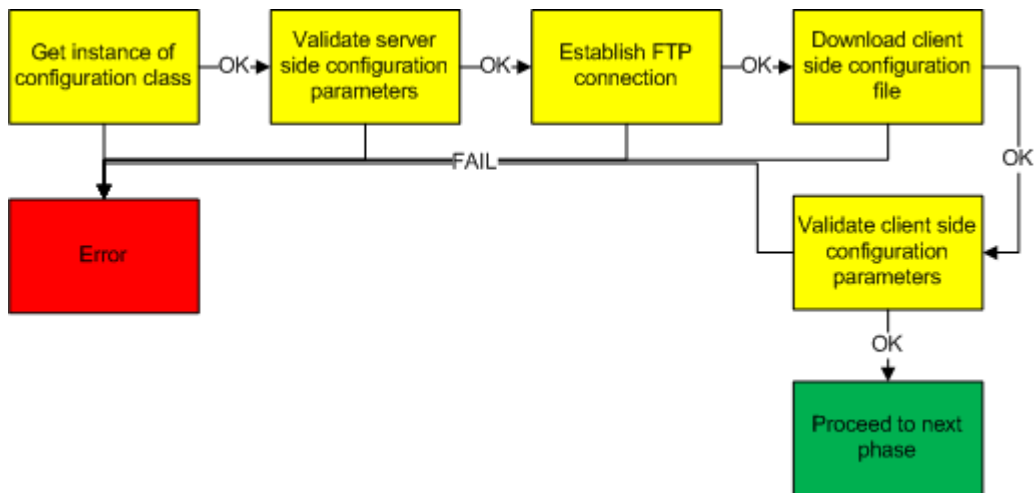 Get instance of
configuration class
OK
Validate server
side configuration
parameters
OK
Establish FTP
connection
OK
Download client
side configuration
file
OK
FAIL
Error
Validate client side
configuration
parameters
OK
Proceed to next
phase